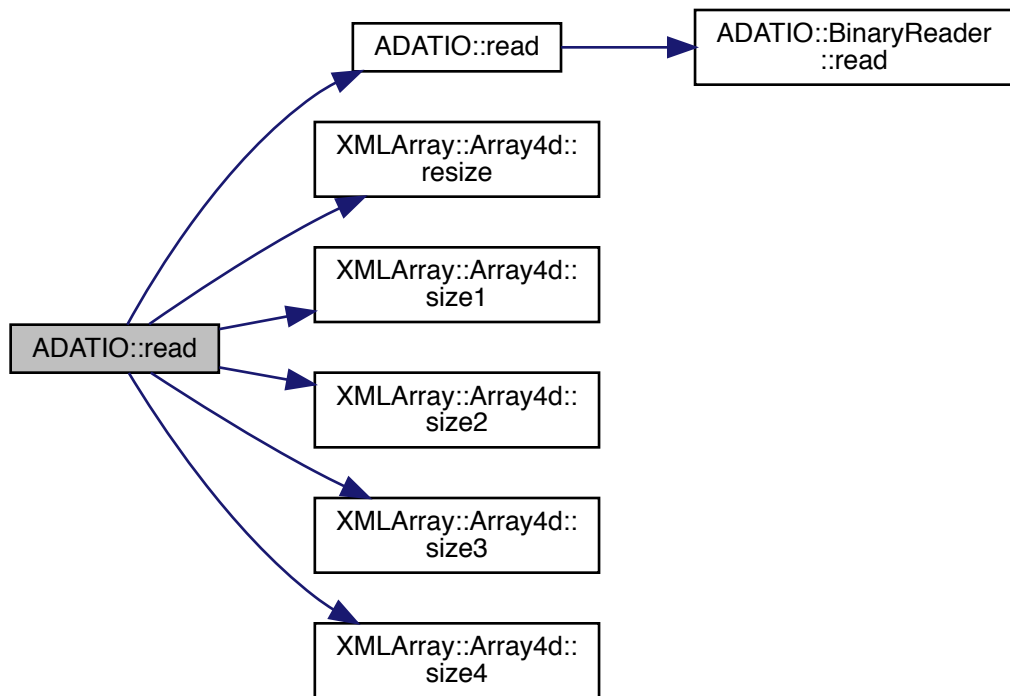 ADATIO::read
ADATIO::BinaryReader
::read
XMLArray::Array4d::
resize
XMLArray::Array4d::
size1
ADATIO::read
XMLArray::Array4d::
size2
XMLArray::Array4d::
size3
XMLArray::Array4d::
size4